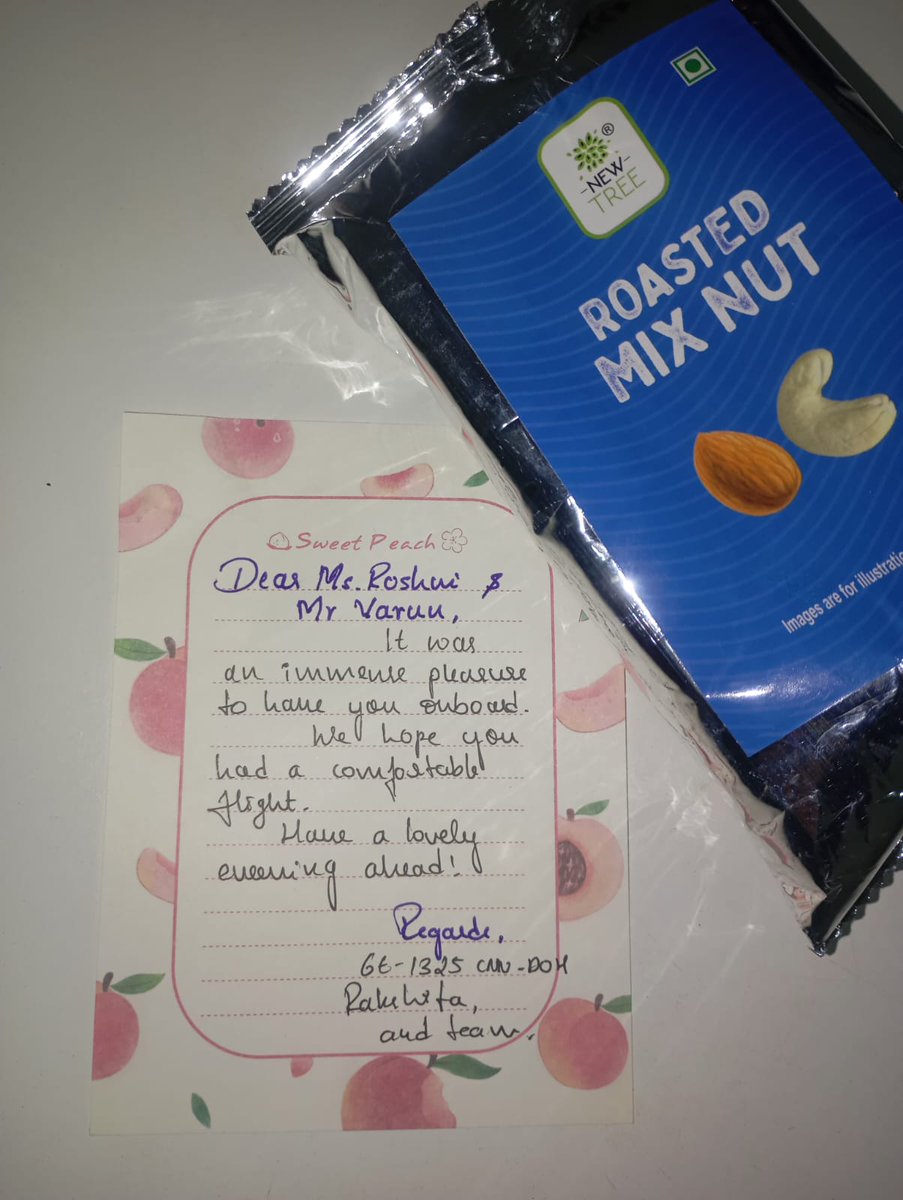 NEW
TREE
®
ROASTED
MIX NUT
Images are for illustratio
Sweet Peach
Dear Ms. Roshni &
Mr Varun,
It was
an immense pleasure
to have you onboard.
We hope you
had a comfortable
flight.
Have a lovely
evening ahead!
Regards,
6E-1325 CNN-DOH
Rakshita,
and team.